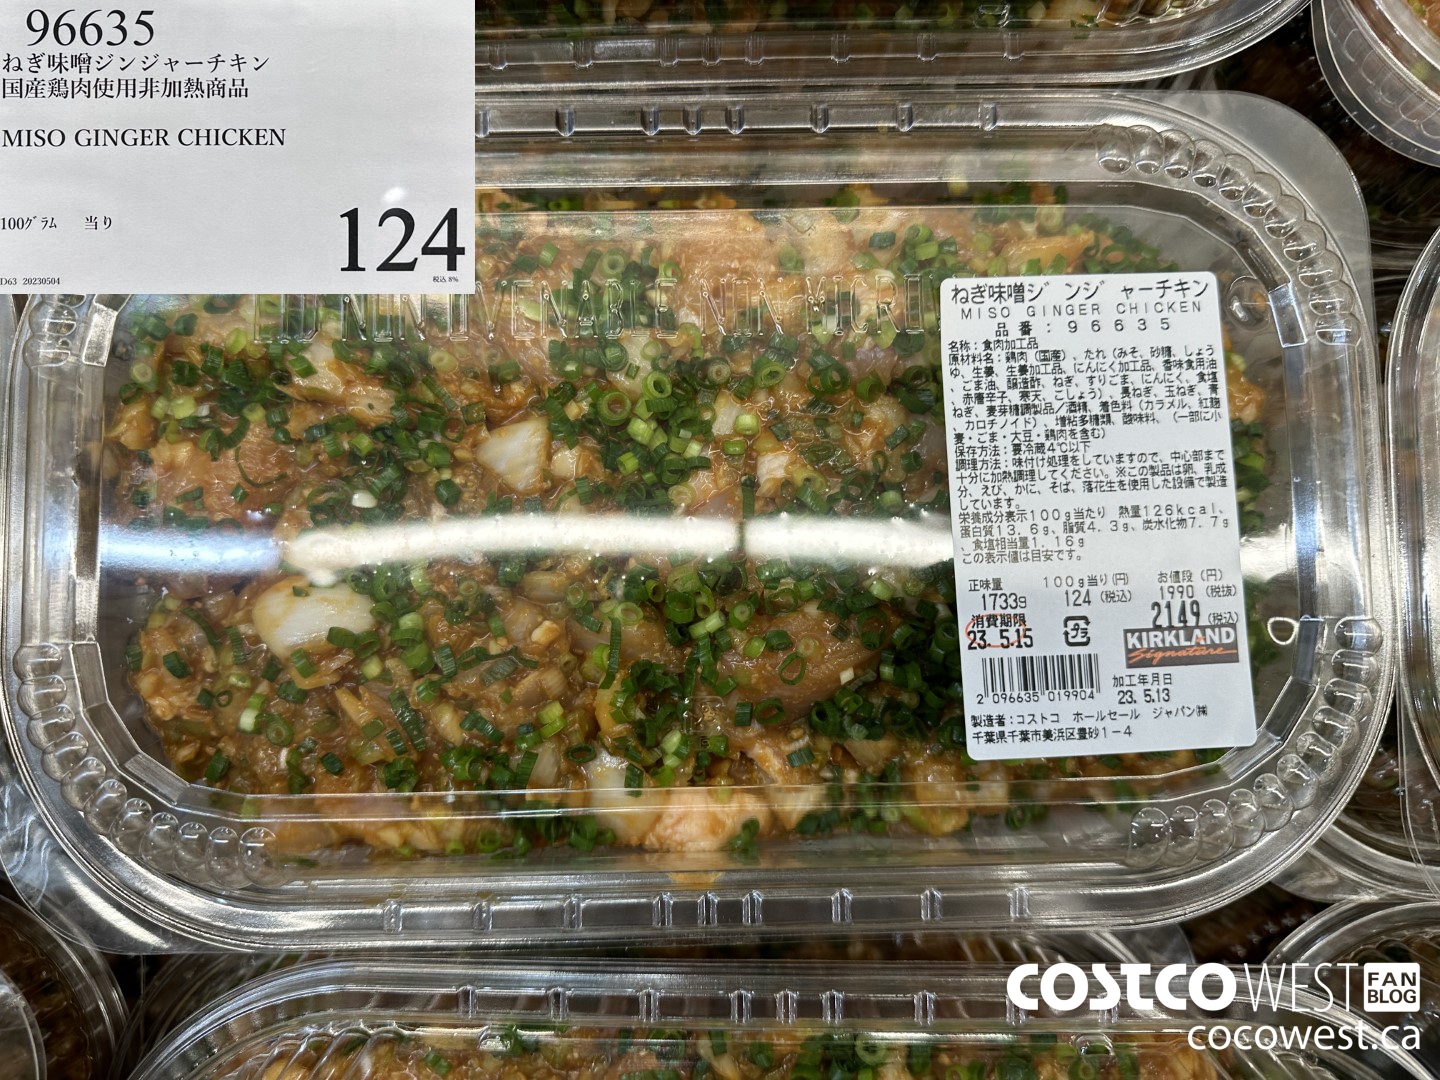 96635
ねぎ味噌ジンジャーチキン
国産鶏肉使用非加熱商品
MISO GINGER CHICKEN
100グラム 当り
124
D63 20230504
税込 8%
NON OVENABLE NON MICRO
ねぎ味噌ジンジャーチキン
MISO GINGER CHICKEN
品番:96635
名称:食肉加工品
原材料名:鶏肉(国産)、たれ(みそ、砂糖、しょう
ゆ、生姜、生姜加工品、にんにく加工品、香味食用油
、ごま油、醸造酢、ねぎ、すりごま、にんにく、食塩
、赤唐辛子、寒天、こしょう)、長ねぎ、玉ねぎ、青
ねぎ、麦芽糖調製品/酒精、着色料(カラメル、紅麹
、カロチノイド)、増粘多糖類、酸味料、(一部に小
麦・ごま・大豆・鶏肉を含む)
保存方法:要冷蔵4℃以下
調理方法:味付け処理をしていますので、中心部まで
十分に加熱調理してください。※この製品は卵、乳成
分、えび、かに、そば、落花生を使用した設備で製造
しています。
栄養成分表示100g当たり 熱量126kcal、
蛋白質13.6g、脂質4.3g、炭水化物7.7g
、食塩相当量1.16g
この表示値は目安です。
正味量 100g当り(円) お値段(円)
1733g 124(税込) 1990(税抜)
2149(税込)
消費期限
23.5.15
プラ
KIRKLAND
Signature
2 096635 019904
加工年月日
23.5.13
製造者:コストコ ホールセール ジャパン㈱
千葉県千葉市美浜区豊砂1-4
COSTCO WEST FAN BLOG
cocowest.ca